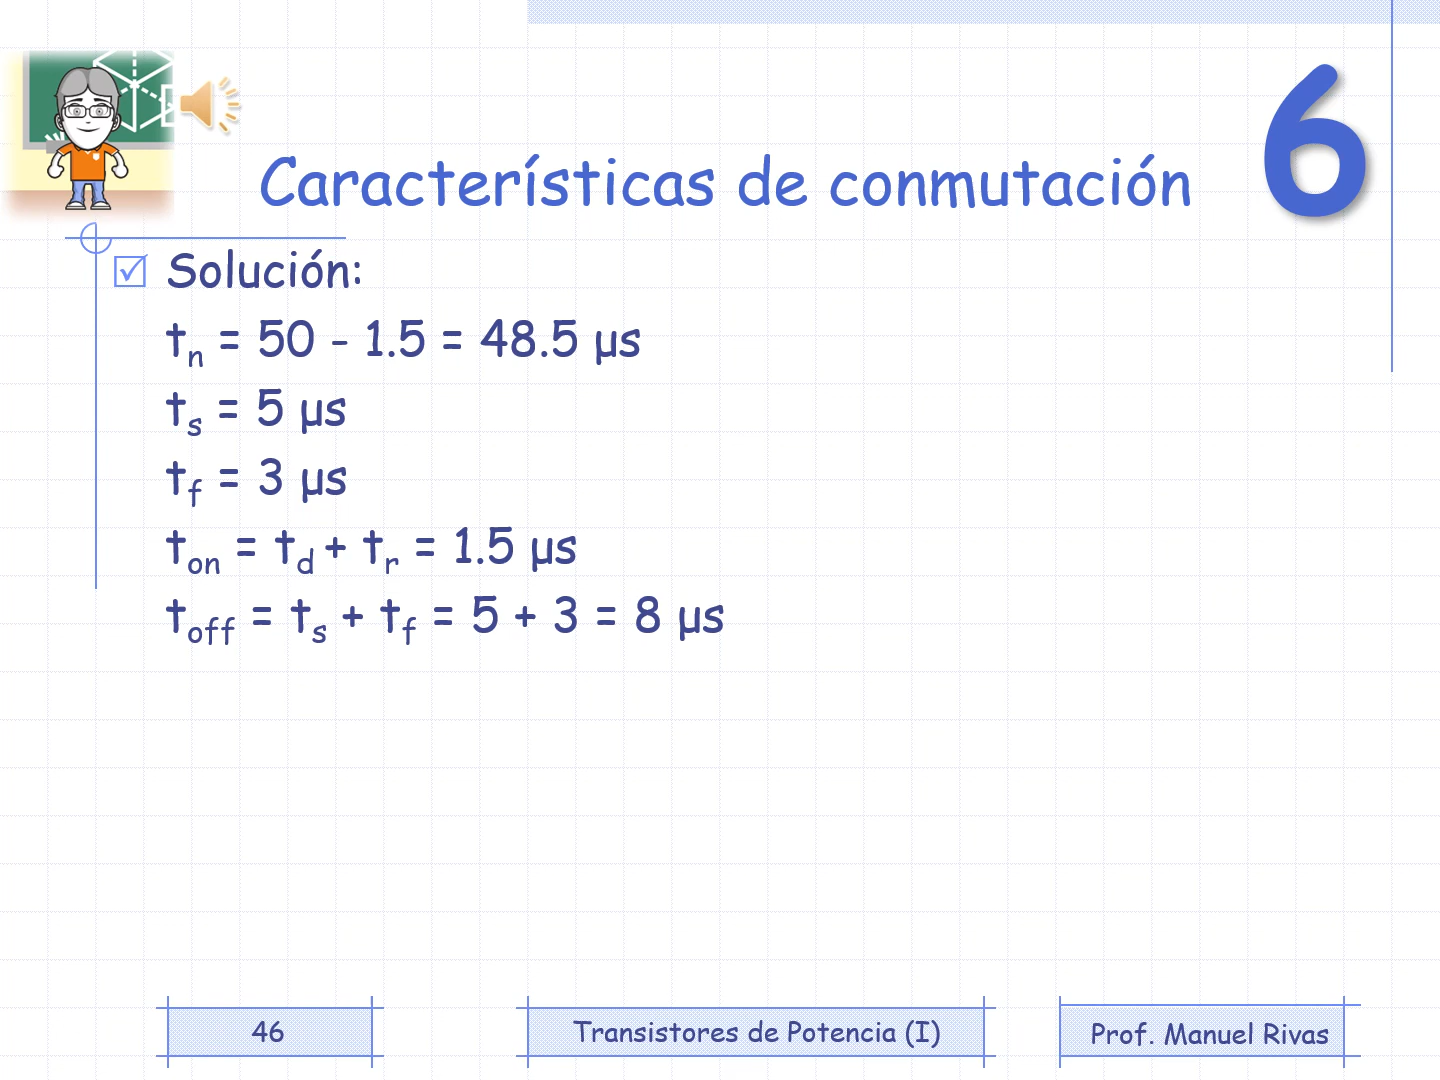 6
Características de conmutación
Solución:
tn = 50 - 1.5 = 48.5 μs
ts = 5 μs
tf = 3 μs
ton = td + tr = 1.5 μs
toff = ts + tf = 5 + 3 = 8 μs
46
Transistores de Potencia (I)
Prof. Manuel Rivas